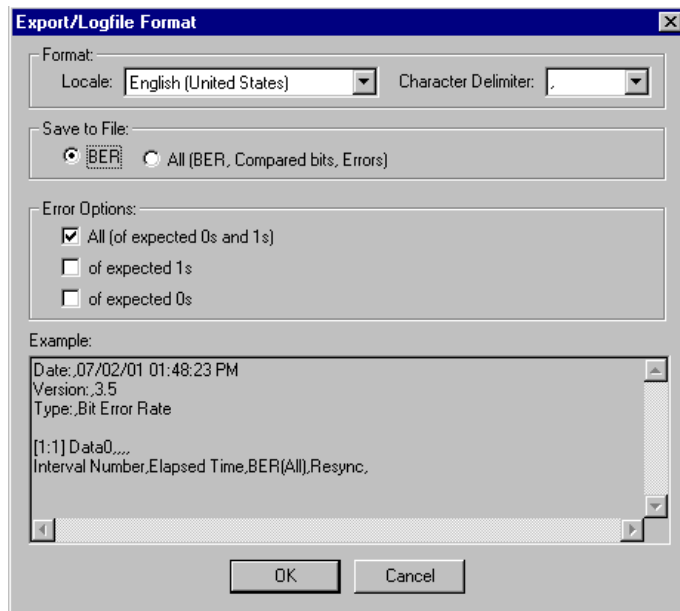 Export/Logfile Format
Format:
Locale: English (United States) Character Delimiter: ,
Save to File:
BER All (BER, Compared bits, Errors)
Error Options:
All (of expected 0s and 1s)
of expected 1s
of expected 0s
Example:
Date:,07/02/01 01:48:23 PM
Version:,3.5
Type:,Bit Error Rate
[1:1] Data0,,,,
Interval Number,Elapsed Time,BER(All),Resync,
OK Cancel